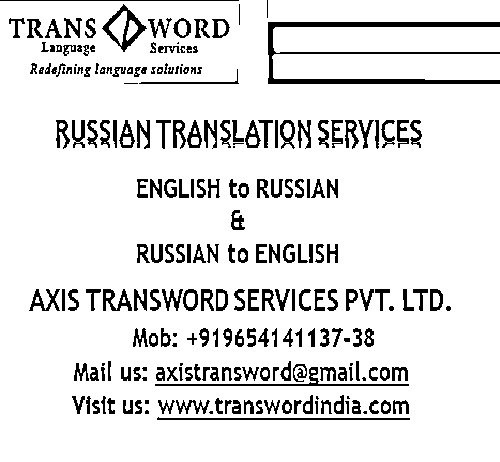 TRANS WORD
Language Services
Redefining language solutions
RUSSIAN TRANSLATION SERVICES
ENGLISH to RUSSIAN
&
RUSSIAN to ENGLISH
AXIS TRANSWORD SERVICES PVT. LTD.
Mob: +919654141137-38
Mail us: axistransword@gmail.com
Visit us: www.transwordindia.com